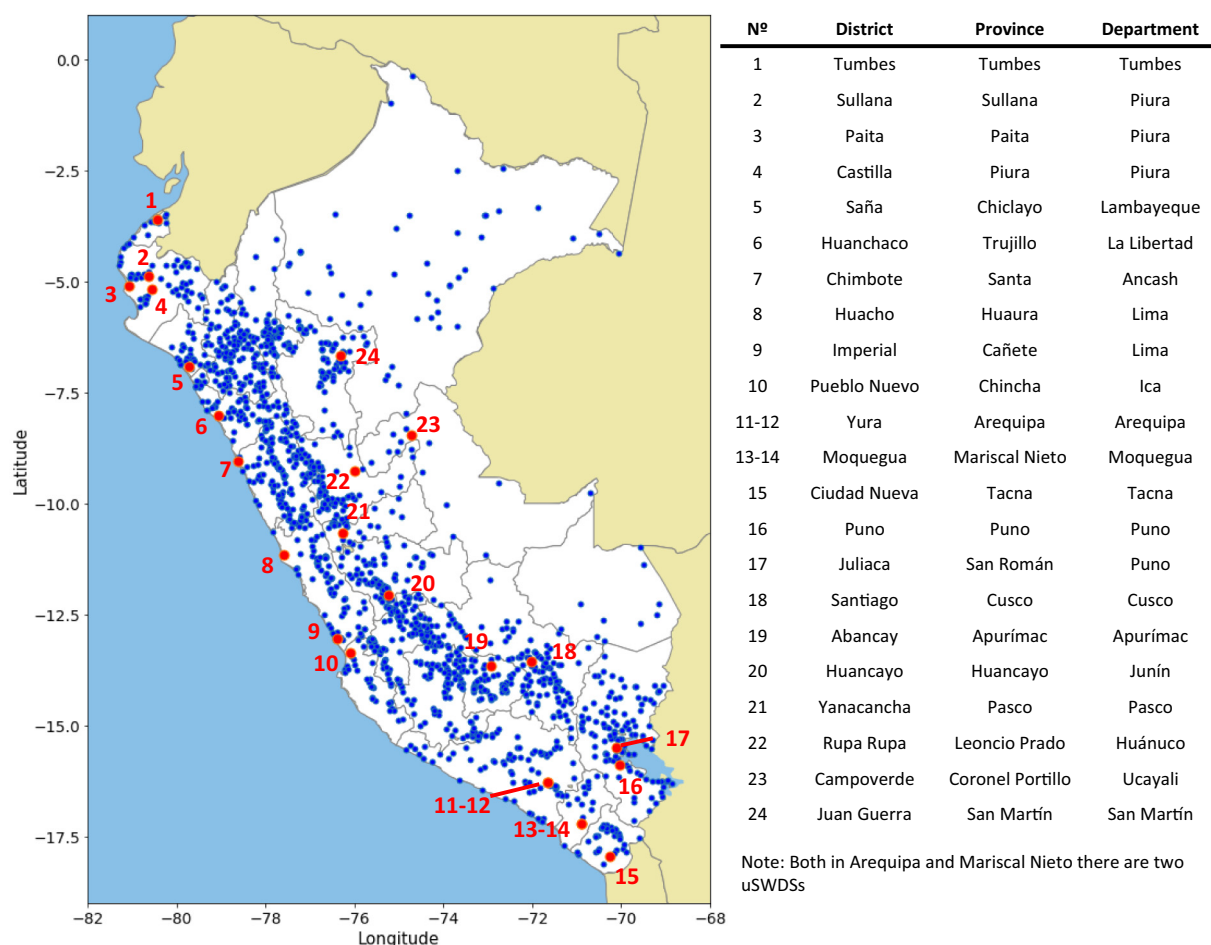 0.0
−2.5
−5.0
−7.5
−10.0
−12.5
−15.0
−17.5
Latitude
−82 −80 −78 −76 −74 −72 −70 −68
Longitude
1
2
3
4
5
6
7
8
9
10
11-12
13-14
15
16
17
18
19
20
21
22
23
24
Nº District Province Department
1 Tumbes Tumbes Tumbes
2 Sullana Sullana Piura
3 Paita Paita Piura
4 Castilla Piura Piura
5 Saña Chiclayo Lambayeque
6 Huanchaco Trujillo La Libertad
7 Chimbote Santa Ancash
8 Huacho Huaura Lima
9 Imperial Cañete Lima
10 Pueblo Nuevo Chincha Ica
11-12 Yura Arequipa Arequipa
13-14 Moquegua Mariscal Nieto Moquegua
15 Ciudad Nueva Tacna Tacna
16 Puno Puno Puno
17 Juliaca San Román Puno
18 Santiago Cusco Cusco
19 Abancay Apurímac Apurímac
20 Huancayo Huancayo Junín
21 Yanacancha Pasco Pasco
22 Rupa Rupa Leoncio Prado Huánuco
23 Campoverde Coronel Portillo Ucayali
24 Juan Guerra San Martín San Martín
Note: Both in Arequipa and Mariscal Nieto there are two
uSWDSs